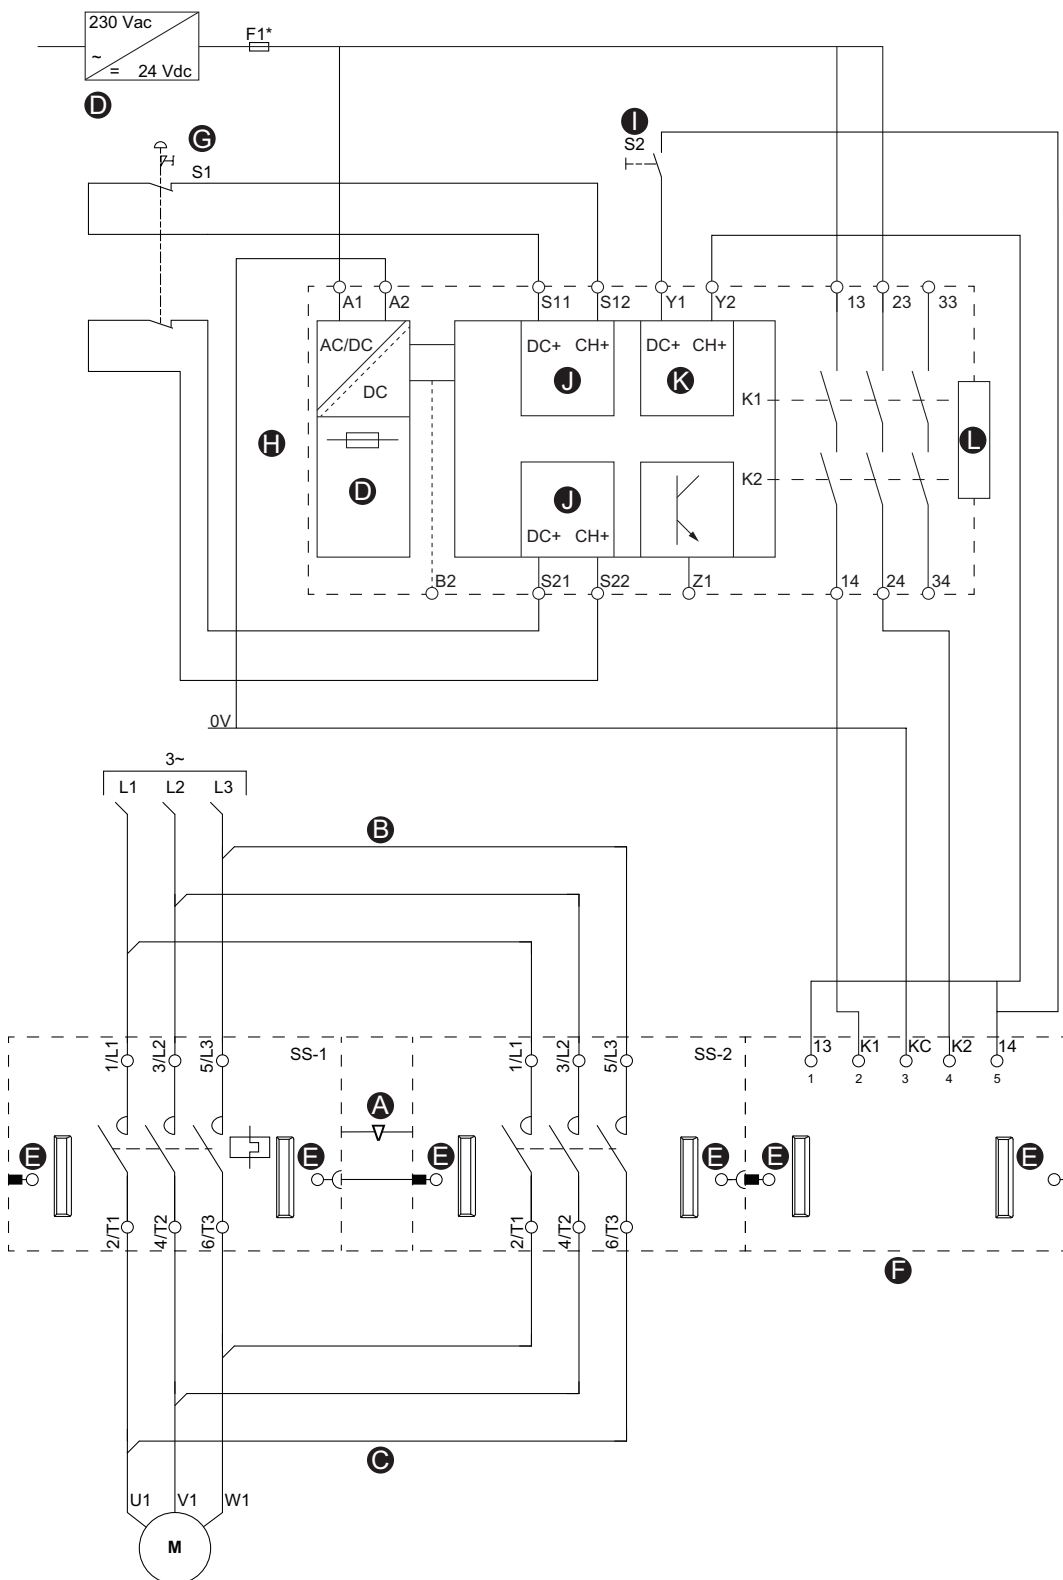 230 Vac
F1*
~
= 24 Vdc
D
I
G
S2
S1
A1 A2 S11 S12 Y1 Y2 13 23 33
AC/DC DC+ CH+ DC+ CH+
J K
DC
K1
H L
K2
D J
DC+ CH+
B2 S21 S22 Z1 14 24 34
0V
3~
L1 L2 L3
B
1/L1 3/L2 5/L3 SS-1 1/L1 3/L2 5/L3 SS-2 13 K1 KC K2 14
1 2 3 4 5
A
E E E E E E
2/T1 4/T2 6/T3 2/T1 4/T2 6/T3
F
C
U1 V1 W1
M